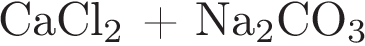 CaCl₂ + Na₂CO₃